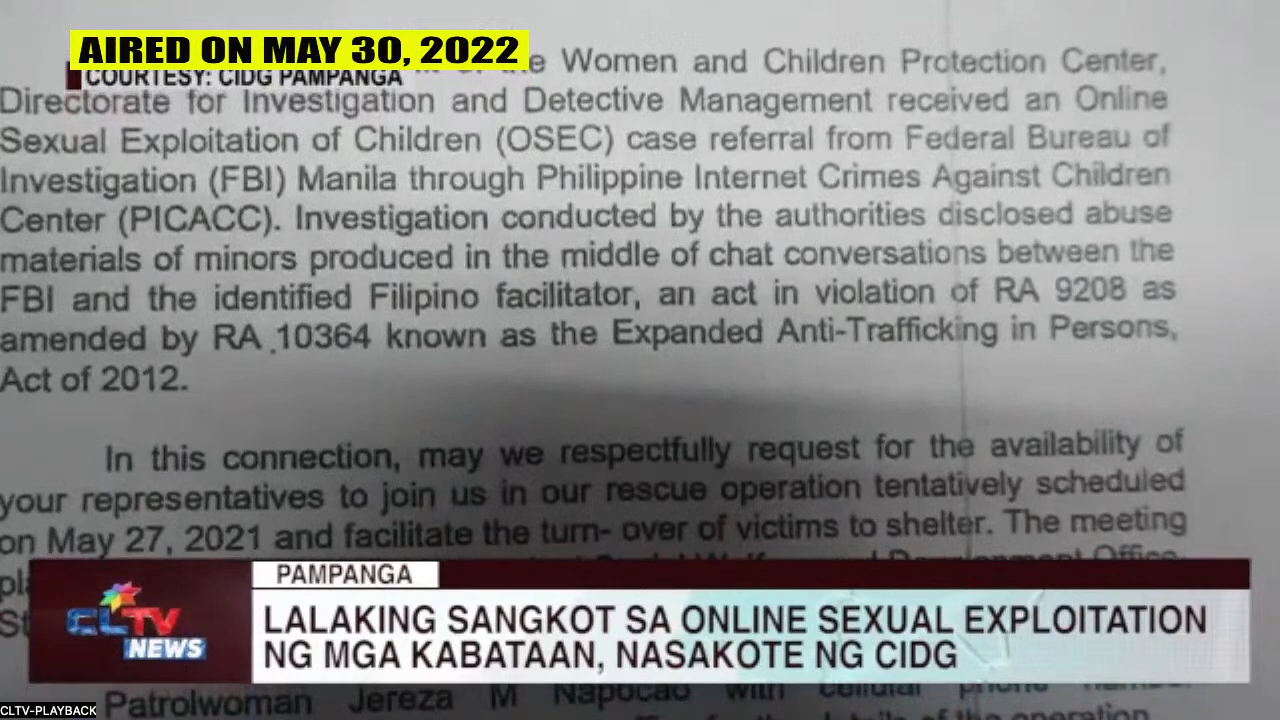 AIRED ON MAY 30, 2022
COURTESY: CIDG PAMPANGA
the Women and Children Protection Center,
Directorate for Investigation and Detective Management received an Online
Sexual Exploitation of Children (OSEC) case referral from Federal Bureau of
Investigation (FBI) Manila through Philippine Internet Crimes Against Children
Center (PICACC). Investigation conducted by the authorities disclosed abuse
materials of minors produced in the middle of chat conversations between the
FBI and the identified Filipino facilitator, an act in violation of RA 9208 as
amended by RA 10364 known as the Expanded Anti-Trafficking in Persons,
Act of 2012.
In this connection, may we respectfully request for the availability of
your representatives to join us in our rescue operation tentatively scheduled
on May 27, 2021 and facilitate the turn- over of victims to shelter. The meeting
PAMPANGA
CLTV NEWS
LALAKING SANGKOT SA ONLINE SEXUAL EXPLOITATION
NG MGA KABATAAN, NASAKOTE NG CIDG
Patrolwoman Jereza M Napocao with cellular phone
CLTV-PLAYBACK